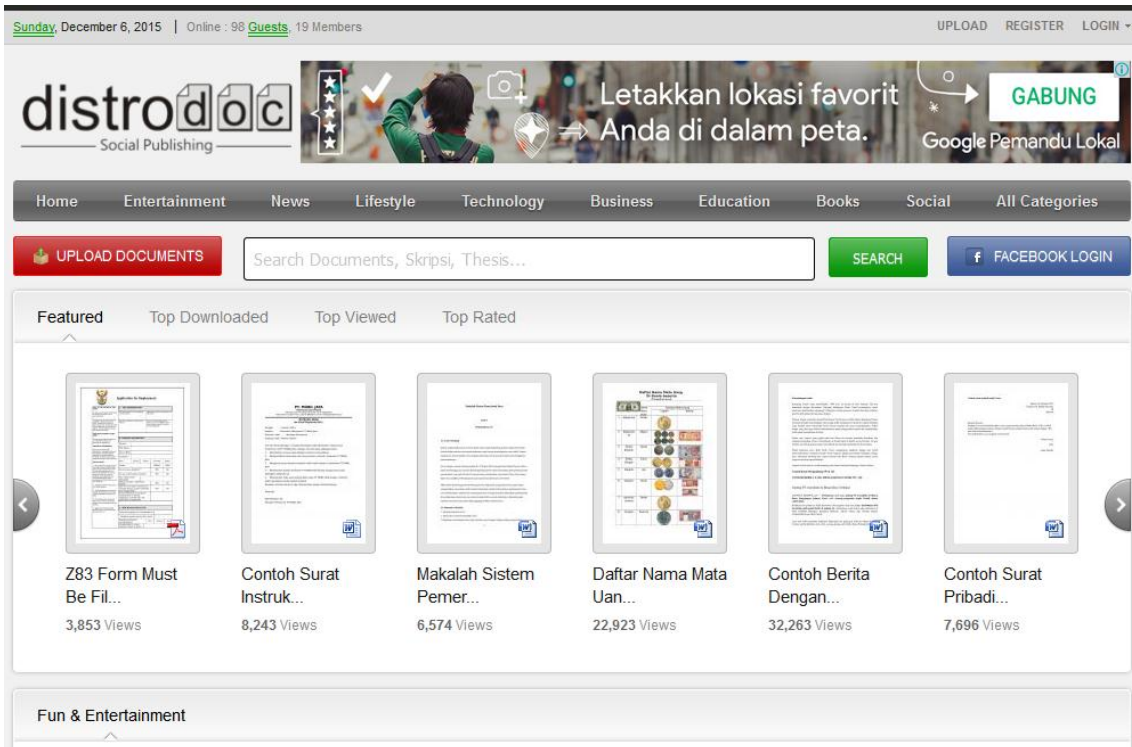 Sunday, December 6, 2015 | Online : 98 Guests, 19 Members
UPLOAD REGISTER LOGIN
distrodoc
Social Publishing
Letakkan lokasi favorit
Anda di dalam peta.
GABUNG
Google Pemandu Lokal
Home Entertainment News Lifestyle Technology Business Education Books Social All Categories
UPLOAD DOCUMENTS
Search Documents, Skripsi, Thesis...
SEARCH
f FACEBOOK LOGIN
Featured Top Downloaded Top Viewed Top Rated
Z83 Form Must
Be Fil...
3,853 Views
Contoh Surat
Instruk...
8,243 Views
Makalah Sistem
Pemer...
6,574 Views
Daftar Nama Mata
Uan...
22,923 Views
Contoh Berita
Dengan...
32,263 Views
Contoh Surat
Pribadi...
7,696 Views
Fun & Entertainment